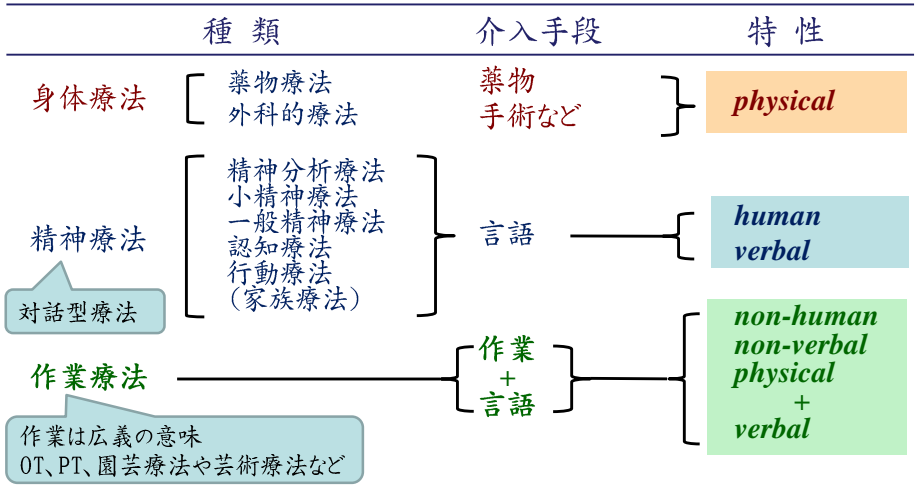 種 類 介入手段 特 性
身体療法
薬物療法
外科的療法
薬物
手術など
physical
精神療法
対話型療法
精神分析療法
小精神療法
一般精神療法
認知療法
行動療法
(家族療法)
言語
human
verbal
作業療法
作業は広義の意味
OT、PT、園芸療法や芸術療法など
作業
+
言語
non-human
non-verbal
physical
+
verbal